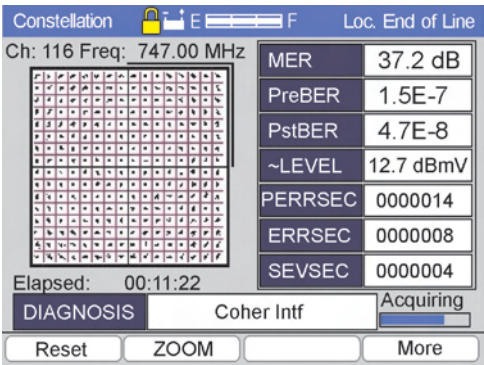 Constellation E F Loc. End of Line
Ch: 116 Freq: 747.00 MHz
MER 37.2 dB
PreBER 1.5E-7
PstBER 4.7E-8
~LEVEL 12.7 dBmV
PERRSEC 0000014
ERRSEC 0000008
SEVSEC 0000004
Elapsed: 00:11:22
DIAGNOSIS Coher Intf Acquiring
Reset ZOOM More